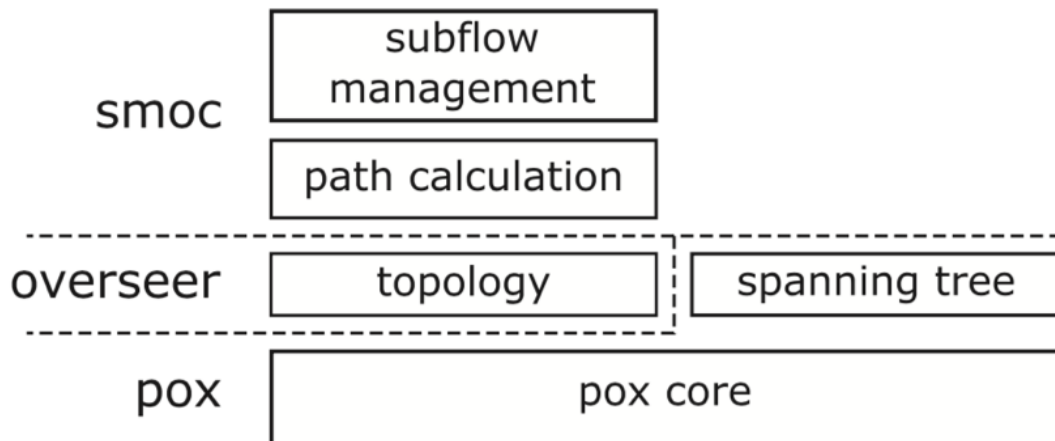 subflow
management
smoc
path calculation
overseer
topology
spanning tree
pox
pox core